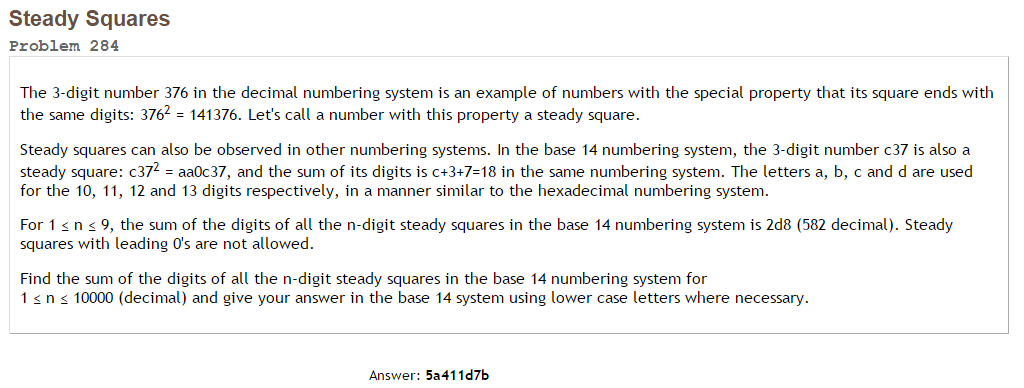 Steady Squares
Problem 284
The 3-digit number 376 in the decimal numbering system is an example of numbers with the special property that its square ends with
the same digits: 376² = 141376. Let's call a number with this property a steady square.
Steady squares can also be observed in other numbering systems. In the base 14 numbering system, the 3-digit number c37 is also a
steady square: c37² = aa0c37, and the sum of its digits is c+3+7=18 in the same numbering system. The letters a, b, c and d are used
for the 10, 11, 12 and 13 digits respectively, in a manner similar to the hexadecimal numbering system.
For 1 ≤ n ≤ 9, the sum of the digits of all the n-digit steady squares in the base 14 numbering system is 2d8 (582 decimal). Steady
squares with leading 0's are not allowed.
Find the sum of the digits of all the n-digit steady squares in the base 14 numbering system for
1 ≤ n ≤ 10000 (decimal) and give your answer in the base 14 system using lower case letters where necessary.
Answer: 5a411d7b